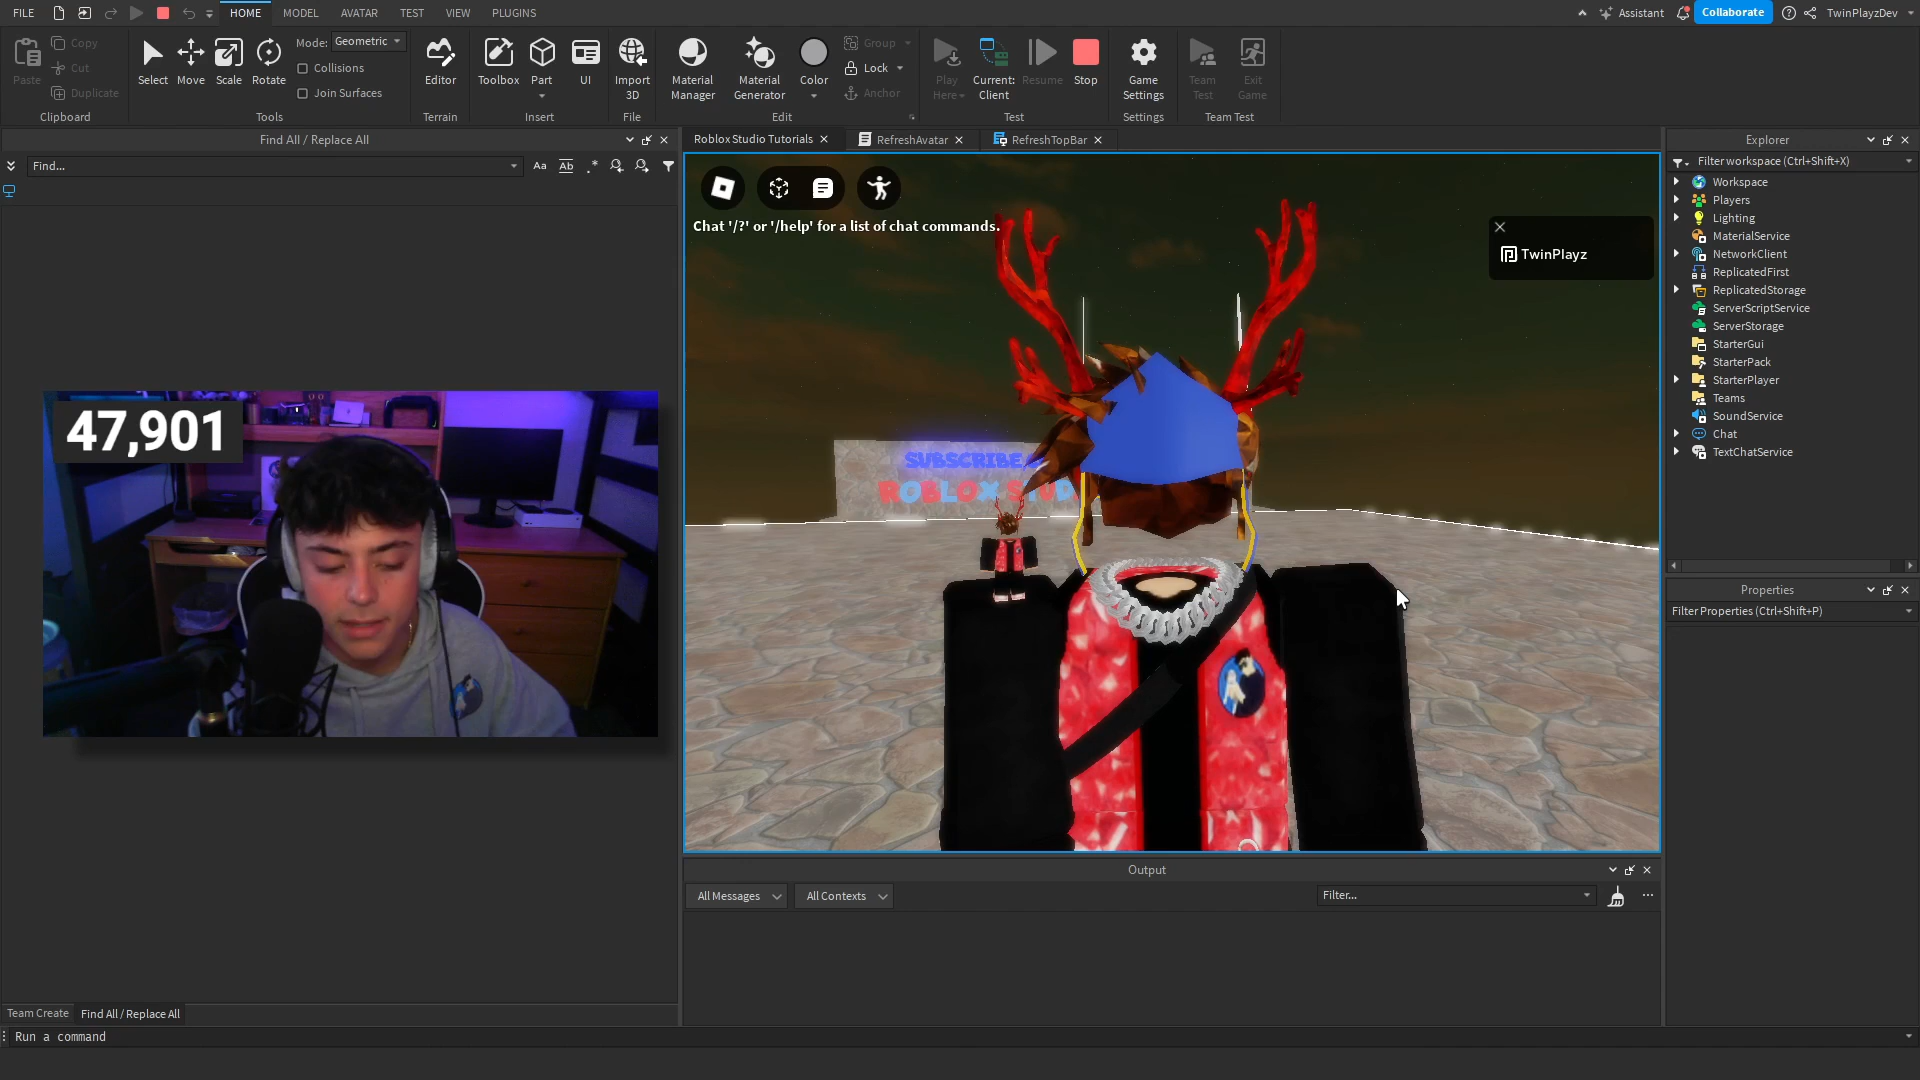 FILE HOME MODEL AVATAR TEST VIEW PLUGINS Assistant Collaborate TwinPlayzDev
Paste Copy Cut Duplicate
Clipboard
Select Move Scale Rotate Mode: Geometric
Collisions
Join Surfaces
Tools
Editor
Terrain
Toolbox Part UI
Insert
Import 3D
File
Material Manager Material Generator Color Group Lock Anchor
Edit
Play Here Current: Client Resume Stop
Test
Game Settings
Settings
Team Test Exit Game
Team Test
Find All / Replace All
Find... Aa Ab .*
47,901
Roblox Studio Tutorials RefreshAvatar RefreshTopBar
Chat '/?' or '/help' for a list of chat commands.
TwinPlayz
SUBSCRIBE
ROBLOX STUD
Output
All Messages All Contexts Filter...
Explorer
Filter workspace (Ctrl+Shift+X)
Workspace
Players
Lighting
MaterialService
NetworkClient
ReplicatedFirst
ReplicatedStorage
ServerScriptService
ServerStorage
StarterGui
StarterPack
StarterPlayer
Teams
SoundService
Chat
TextChatService
Properties
Filter Properties (Ctrl+Shift+P)
Team Create Find All / Replace All
Run a command